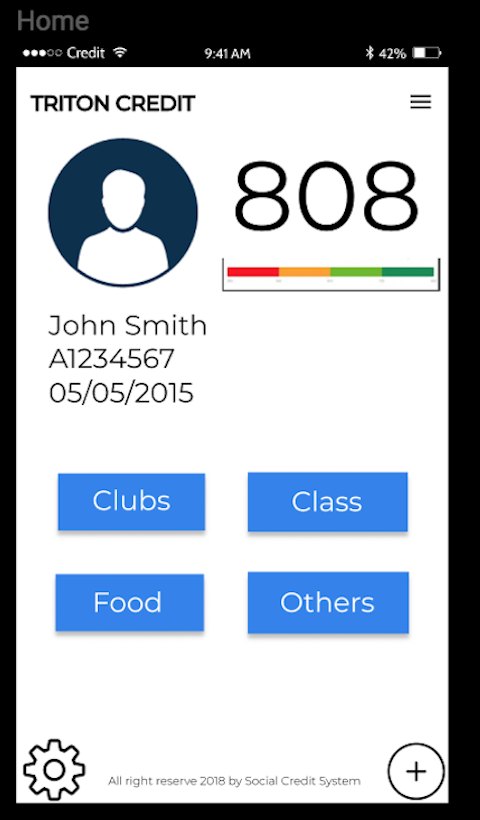 Home
Credit 9:41 AM 42%
TRITON CREDIT
808
John Smith
A1234567
05/05/2015
Clubs Class
Food Others
All right reserve 2018 by Social Credit System